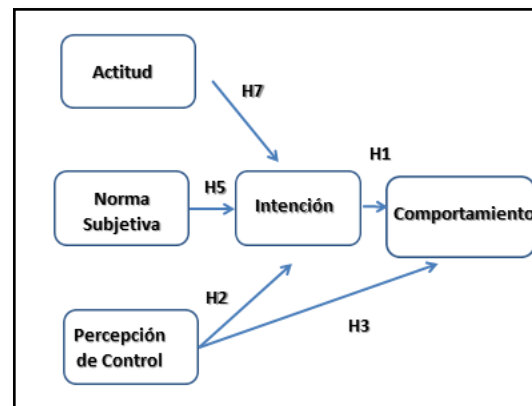 Actitud
H7
H1
Norma
Subjetiva
H5
Intención
Comportamiento
H2
H3
Percepción
de Control